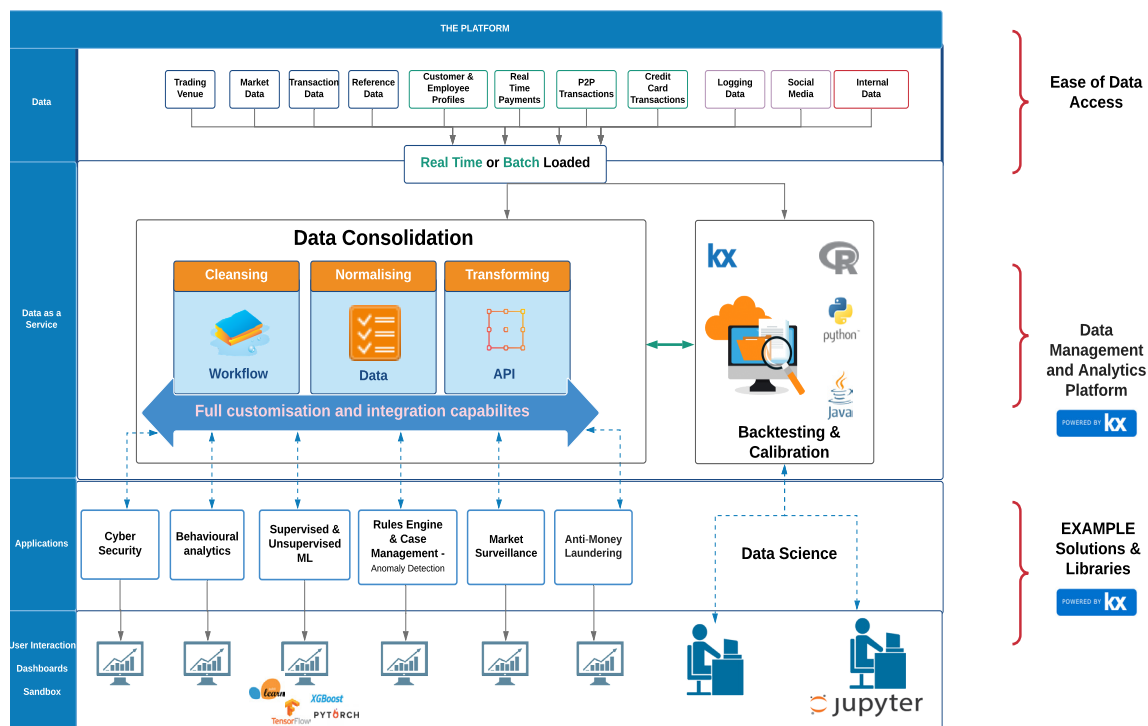 THE PLATFORM
Data
Trading
Venue
Market
Data
Transaction
Data
Reference
Data
Customer &
Employee
Profiles
Real
Time
Payments
P2P
Transactions
Credit
Card
Transactions
Logging
Data
Social
Media
Internal
Data
Ease of Data
Access
Real Time or Batch Loaded
Data as a
Service
Data Consolidation
Cleansing
Normalising
Transforming
Workflow
Data
API
Full customisation and integration capabilites
kx
R
python
Java
Backtesting &
Calibration
Data
Management
and Analytics
Platform
POWERED BY kx
Applications
Cyber
Security
Behavioural
analytics
Supervised &
Unsupervised
ML
Rules Engine
& Case
Management -
Anomaly Detection
Market
Surveillance
Anti-Money
Laundering
Data Science
EXAMPLE
Solutions &
Libraries
POWERED BY kx
User Interaction
Dashboards
Sandbox
learn
XGBoost
TensorFlow
PYTORCH
jupyter